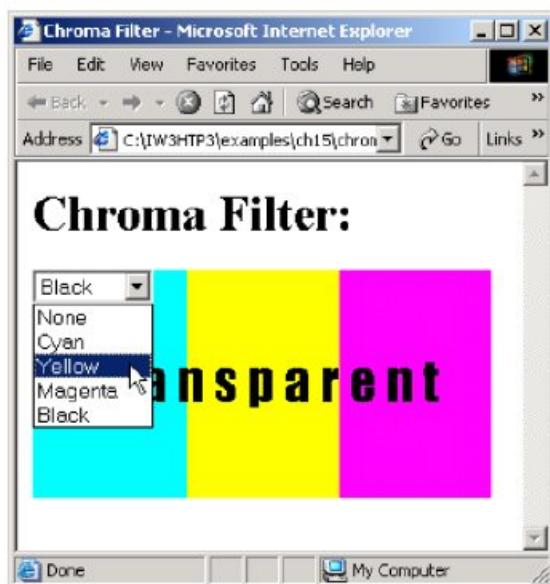 Chroma Filter - Microsoft Internet Explorer
File Edit View Favorites Tools Help
Back Search Favorites »
Address C:\IW3HTP3\examples\ch15\chron Go Links »
Chroma Filter:
Black
None
Cyan
Yellow
Magenta
Black
ansparent
Done My Computer